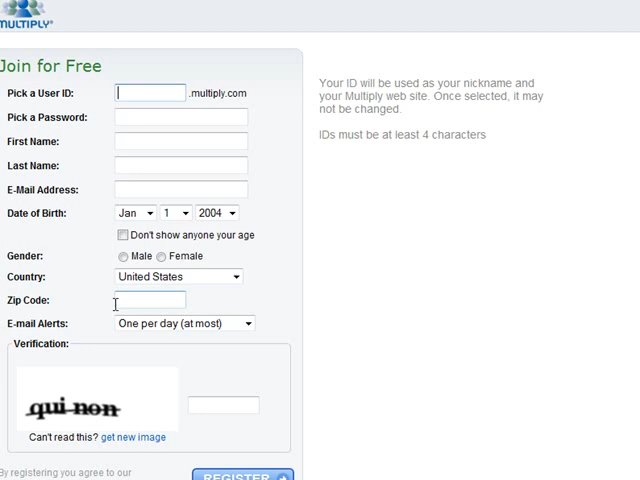 MULTIPLY
Join for Free
Pick a User ID: .multiply.com
Pick a Password:
First Name:
Last Name:
E-Mail Address:
Date of Birth: Jan 1 2004
Don't show anyone your age
Gender: Male Female
Country: United States
Zip Code:
E-mail Alerts: One per day (at most)
Verification:
qui non
Can't read this? get new image
By registering you agree to our
REGISTER
Your ID will be used as your nickname and
your Multiply web site. Once selected, it may
not be changed.
IDs must be at least 4 characters